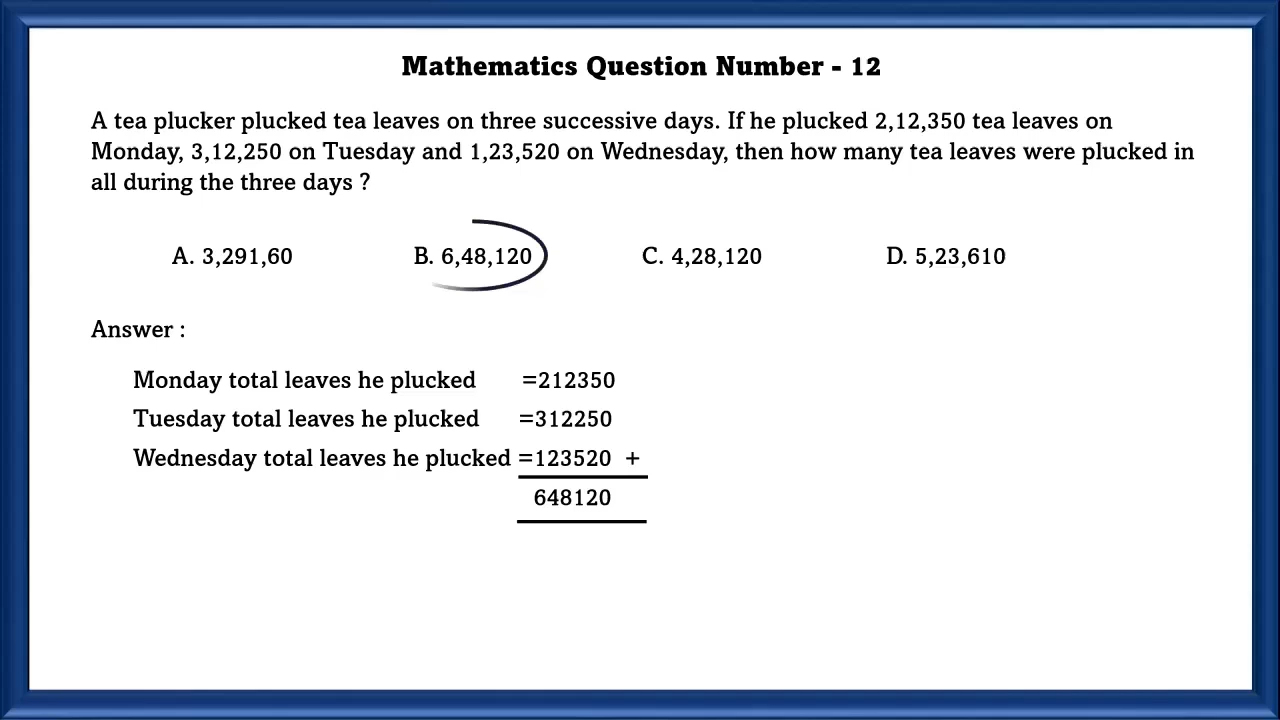 Mathematics Question Number - 12
A tea plucker plucked tea leaves on three successive days. If he plucked 2,12,350 tea leaves on
Monday, 3,12,250 on Tuesday and 1,23,520 on Wednesday, then how many tea leaves were plucked in
all during the three days ?
A. 3,291,60 B. 6,48,120 C. 4,28,120 D. 5,23,610
Answer :
Monday total leaves he plucked =212350
Tuesday total leaves he plucked =312250
Wednesday total leaves he plucked =123520 +
648120